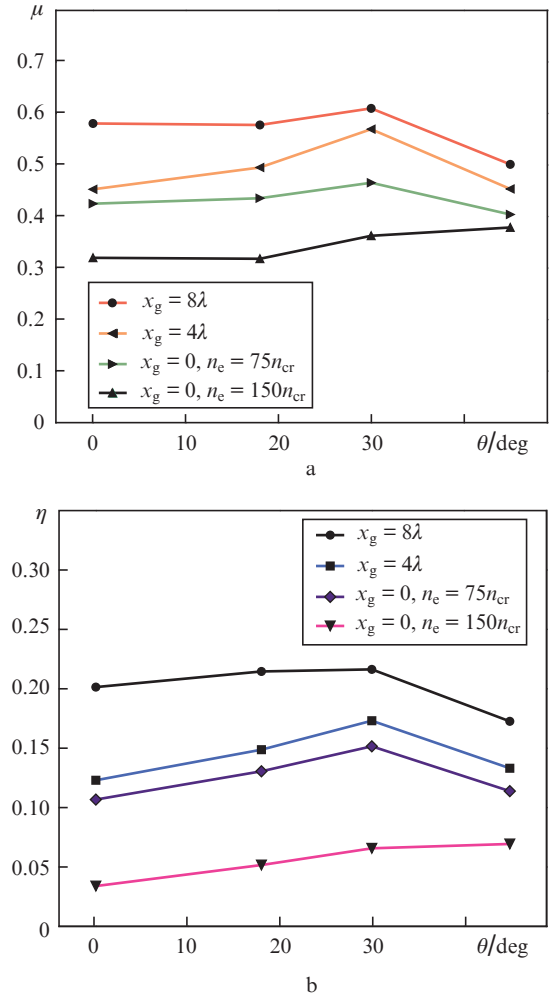 μ
0.7
0.6
0.5
0.4
0.3
0.2
0.1
0
x_g = 8λ
x_g = 4λ
x_g = 0, n_e = 75n_cr
x_g = 0, n_e = 150n_cr
0 10 20 30 θ/deg
a
η
0.30
0.25
0.20
0.15
0.10
0.05
0
x_g = 8λ
x_g = 4λ
x_g = 0, n_e = 75n_cr
x_g = 0, n_e = 150n_cr
0 10 20 30 θ/deg
b